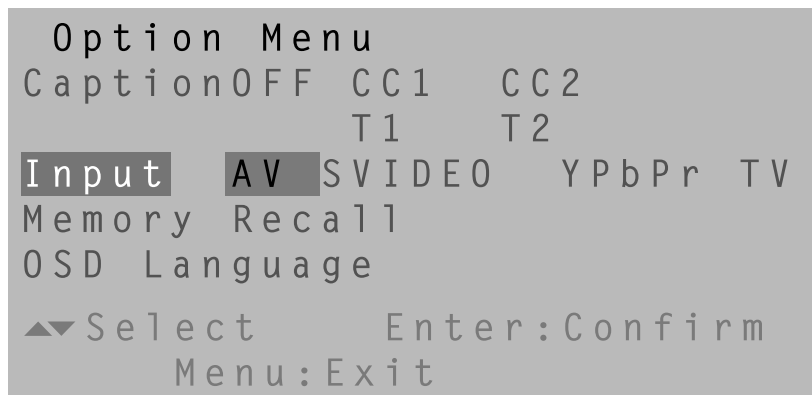 Option Menu
CaptionOFF CC1 CC2
T1 T2
Input AV SVIDEO YPbPr TV
Memory Recall
OSD Language
▲▼Select Enter:Confirm
Menu:Exit